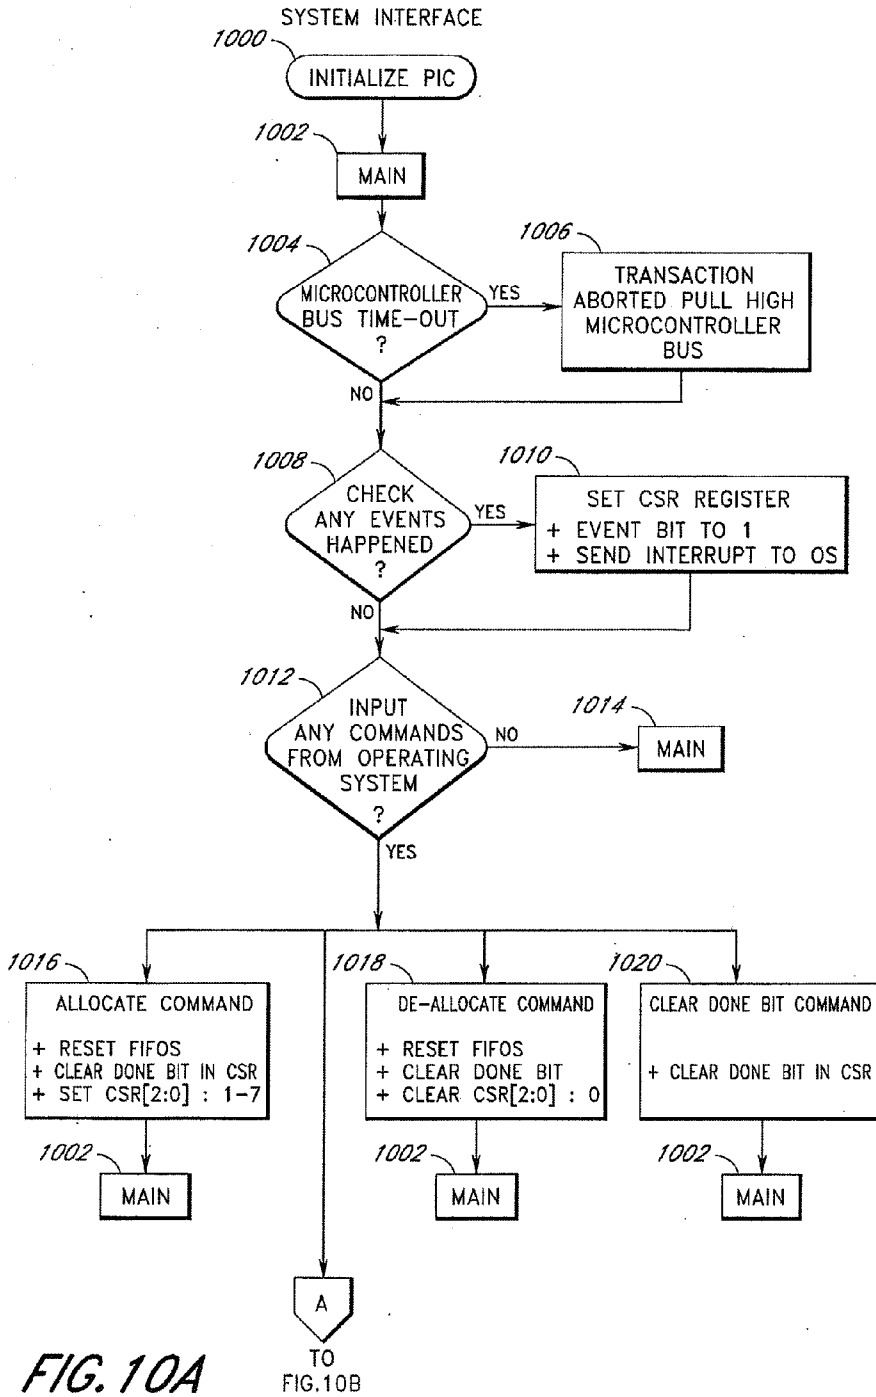 SYSTEM INTERFACE
1000
INITIALIZE PIC
1002
MAIN
1004
MICROCONTROLLER
BUS TIME-OUT
?
YES
1006
TRANSACTION
ABORTED PULL HIGH
MICROCONTROLLER
BUS
NO
1008
CHECK
ANY EVENTS
HAPPENED
?
YES
1010
SET CSR REGISTER
+ EVENT BIT TO 1
+ SEND INTERRUPT TO OS
NO
1012
INPUT
ANY COMMANDS
FROM OPERATING
SYSTEM
?
NO
1014
MAIN
YES
1016
ALLOCATE COMMAND
+ RESET FIFOS
+ CLEAR DONE BIT IN CSR
+ SET CSR[2:0] : 1-7
1002
MAIN
1018
DE-ALLOCATE COMMAND
+ RESET FIFOS
+ CLEAR DONE BIT
+ CLEAR CSR[2:0] : 0
1002
MAIN
1020
CLEAR DONE BIT COMMAND
+ CLEAR DONE BIT IN CSR
1002
MAIN
A
TO
FIG.10B
FIG. 10A